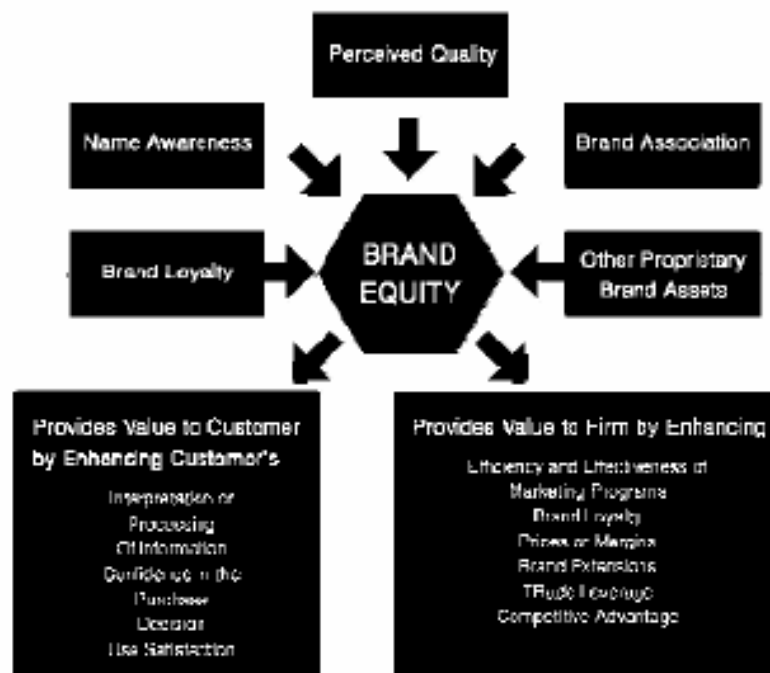 Perceived Quality
Name Awareness
Brand Association
Brand Loyalty
BRAND
EQUITY
Other Proprietary
Brand Assets
Provides Value to Customer
by Enhancing Customer's
Interpretation or
Processing
Of Information
Confidence in the
Purchase
Decision
Use Satisfaction
Provides Value to Firm by Enhancing
Efficiency and Effectiveness of
Marketing Programs
Brand Loyalty
Prices or Margins
Brand Extensions
TRade Leverage
Competitive Advantage